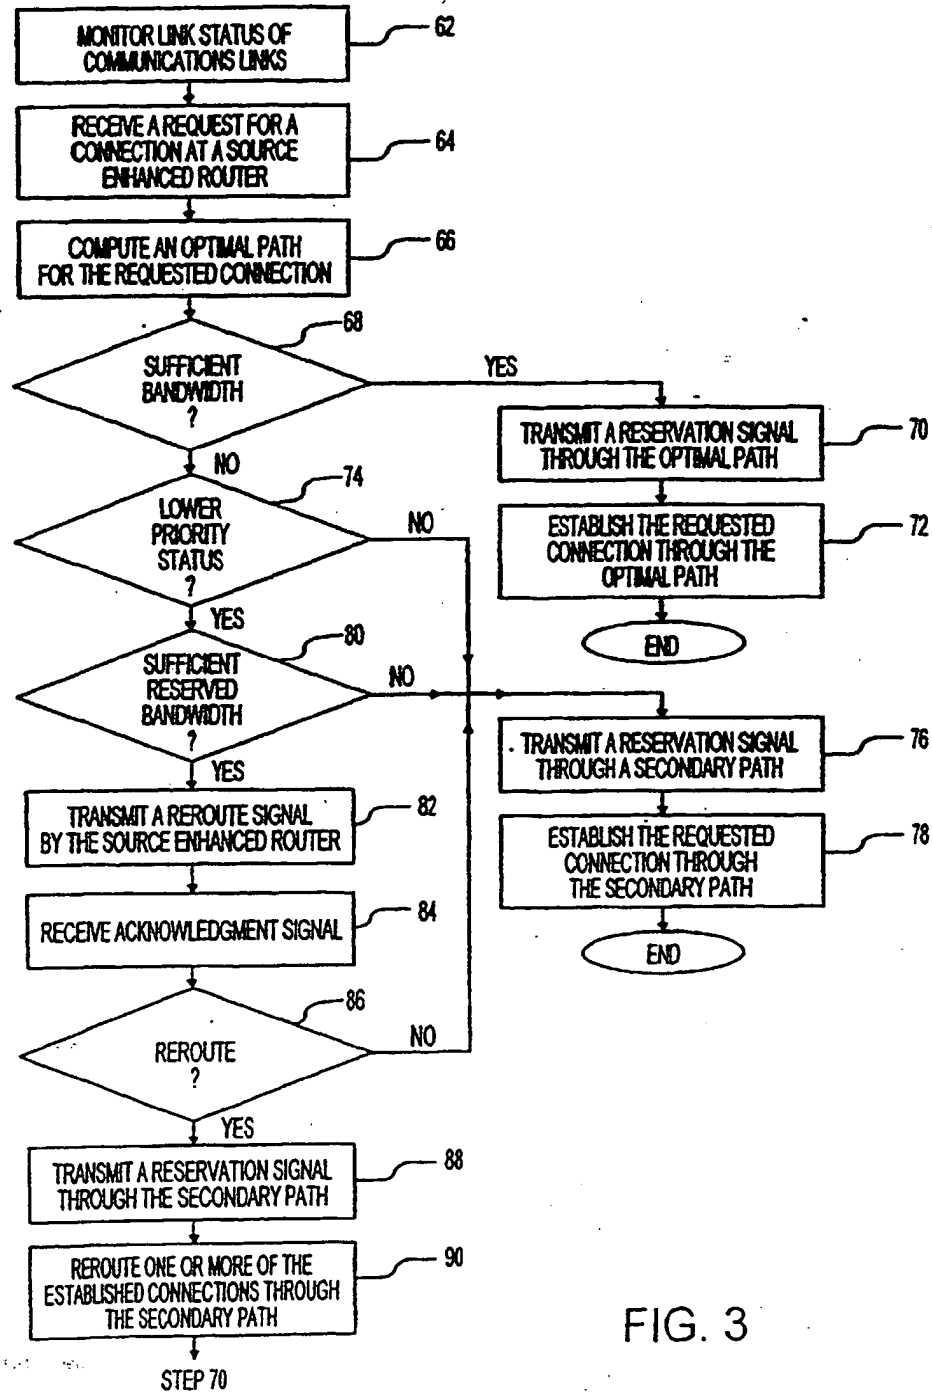 MONITOR LINK STATUS OF
COMMUNICATIONS LINKS
62
RECEIVE A REQUEST FOR A
CONNECTION AT A SOURCE
ENHANCED ROUTER
64
COMPUTE AN OPTIMAL PATH
FOR THE REQUESTED CONNECTION
66
SUFFICIENT
BANDWIDTH
?
68
YES
NO
TRANSMIT A RESERVATION SIGNAL
THROUGH THE OPTIMAL PATH
70
ESTABLISH THE REQUESTED
CONNECTION THROUGH THE
OPTIMAL PATH
72
END
LOWER
PRIORITY
STATUS
?
74
NO
YES
SUFFICIENT
RESERVED
BANDWIDTH
?
80
NO
YES
TRANSMIT A RESERVATION SIGNAL
THROUGH A SECONDARY PATH
76
ESTABLISH THE REQUESTED
CONNECTION THROUGH
THE SECONDARY PATH
78
END
TRANSMIT A REROUTE SIGNAL
BY THE SOURCE ENHANCED ROUTER
82
RECEIVE ACKNOWLEDGMENT SIGNAL
84
REROUTE
?
86
NO
YES
TRANSMIT A RESERVATION SIGNAL
THROUGH THE SECONDARY PATH
88
REROUTE ONE OR MORE OF THE
ESTABLISHED CONNECTIONS THROUGH
THE SECONDARY PATH
90
STEP 70
FIG. 3